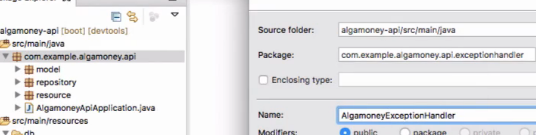 algamoney-api [boot] [devtools]
src/main/java
com.example.algamoney.api
model
repository
resource
AlgamoneyApiApplication.java
src/main/resources
db
Source folder: algamoney-api/src/main/java
Package: com.example.algamoney.api.exceptionhandler
Enclosing type:
Name: AlgamoneyExceptionHandler
Modifiers: public package private